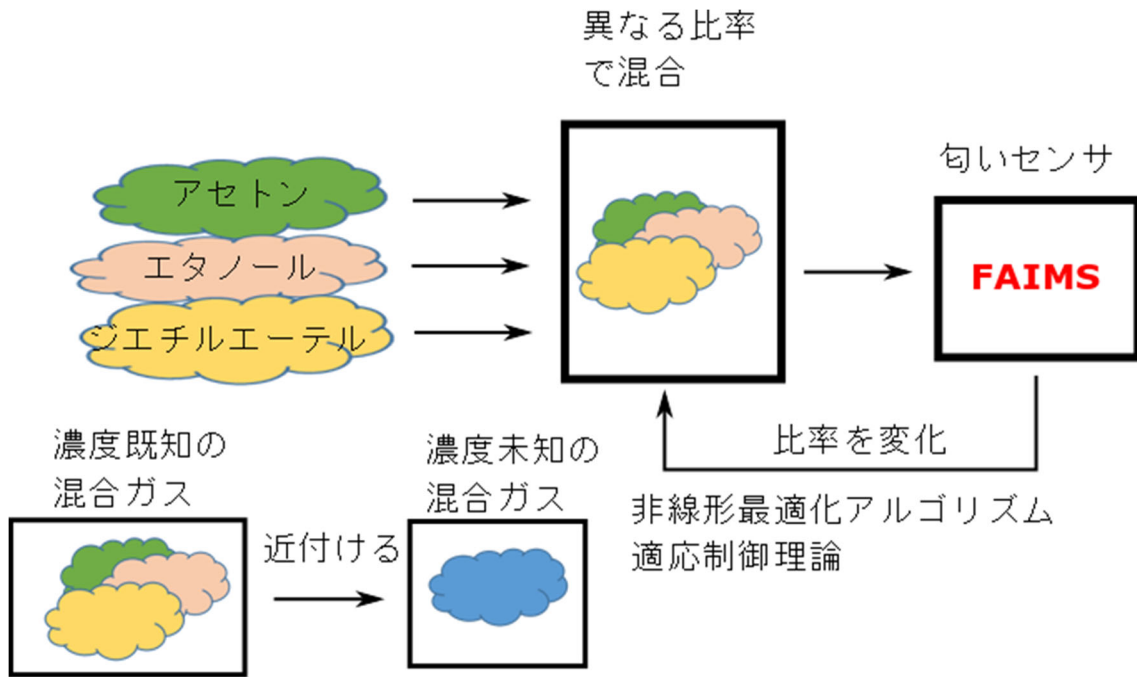 異なる比率
で混合
匂いセンサ
アセトン
エタノール
ジエチルエーテル
FAIMS
比率を変化
非線形最適化アルゴリズム
適応制御理論
濃度既知の
混合ガス
近付ける
濃度未知の
混合ガス